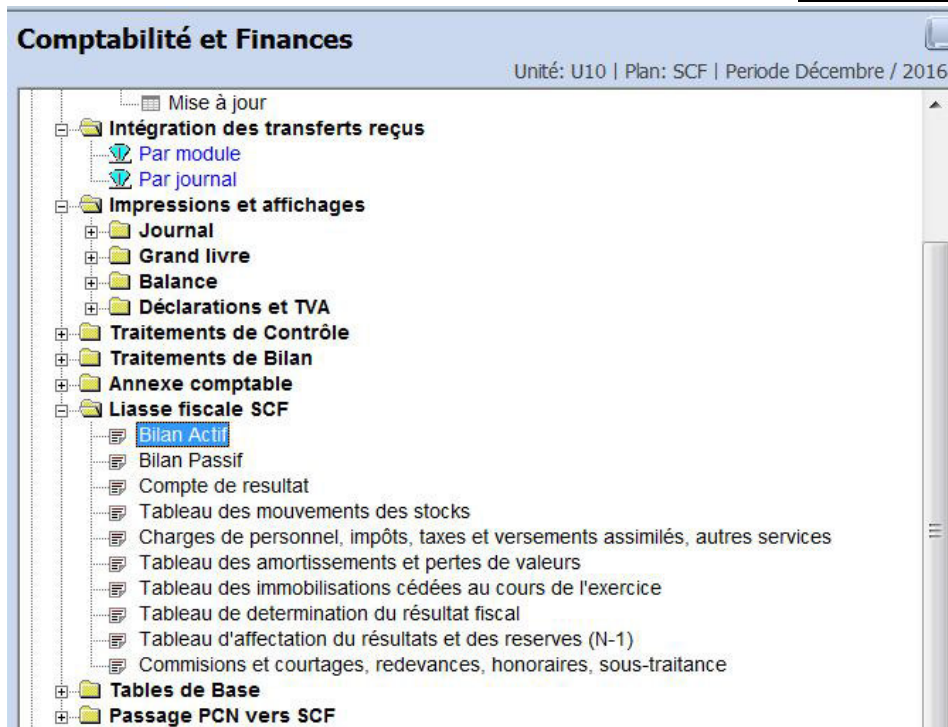 Comptabilité et Finances
Unité: U10 | Plan: SCF | Periode Décembre / 2016
Mise à jour
Intégration des transferts reçus
Par module
Par journal
Impressions et affichages
Journal
Grand livre
Balance
Déclarations et TVA
Traitements de Contrôle
Traitements de Bilan
Annexe comptable
Liasse fiscale SCF
Bilan Actif
Bilan Passif
Compte de resultat
Tableau des mouvements des stocks
Charges de personnel, impôts, taxes et versements assimilés, autres services
Tableau des amortissements et pertes de valeurs
Tableau des immobilisations cédées au cours de l'exercice
Tableau de determination du résultat fiscal
Tableau d'affectation du résultats et des reserves (N-1)
Commisions et courtages, redevances, honoraires, sous-traitance
Tables de Base
Passage PCN vers SCF